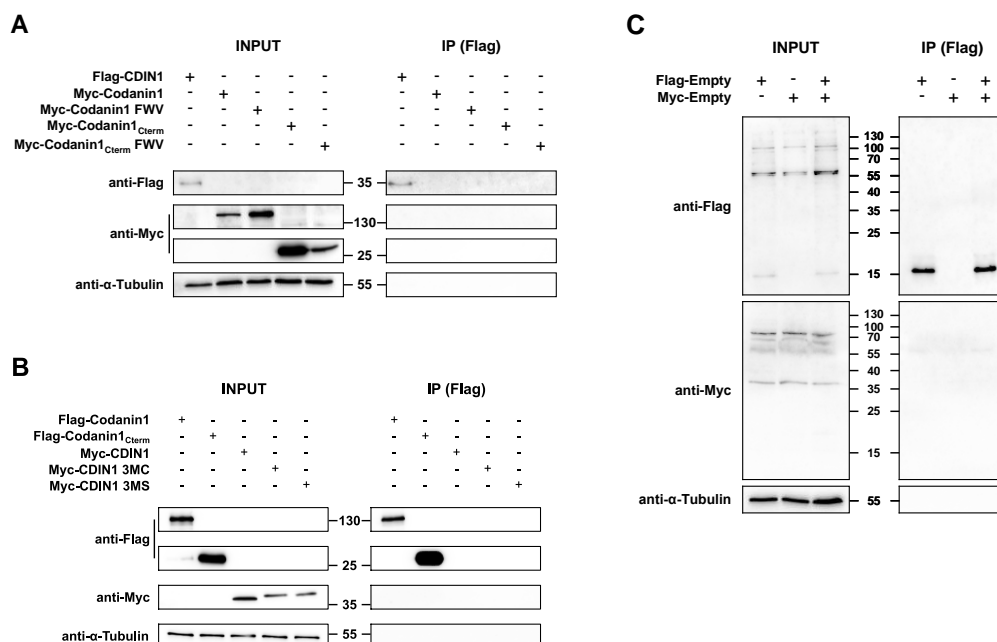 A
INPUT IP (Flag)
Flag-CDIN1 + - - - - + - - - -
Myc-Codanin1 - + - - - - + - - -
Myc-Codanin1 FWV - - + - - - - + - -
Myc-Codanin1Cterm - - - + - - - - + -
Myc-Codanin1Cterm FWV - - - - + - - - - +
anti-Flag 35
anti-Myc 130
25
anti-α-Tubulin 55
B
INPUT IP (Flag)
Flag-Codanin1 + - - - - + - - - -
Flag-Codanin1Cterm - + - - - - + - - -
Myc-CDIN1 - - + - - - - + - -
Myc-CDIN1 3MC - - - + - - - - + -
Myc-CDIN1 3MS - - - - + - - - - +
anti-Flag 130
25
anti-Myc 35
anti-α-Tubulin 55
C
INPUT IP (Flag)
Flag-Empty + - + + - +
Myc-Empty - + + - + +
130
100
70
55
40
anti-Flag 35
25
15
130
100
70
55
40
anti-Myc 35
25
15
anti-α-Tubulin 55